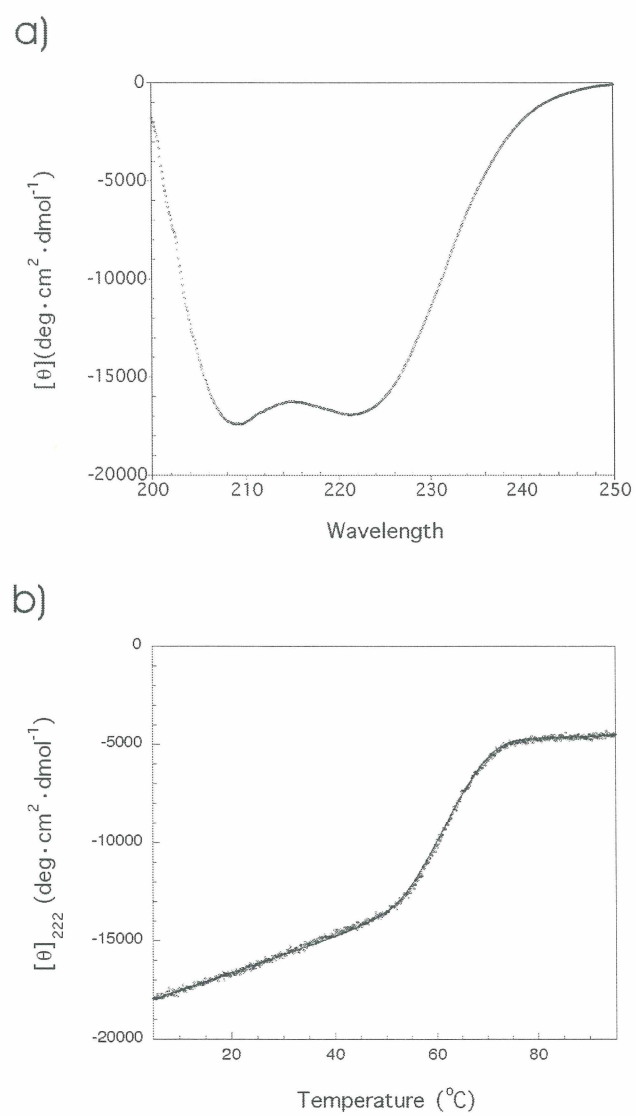 a)
0
-5000
-10000
-15000
-20000
[θ](deg·cm²·dmol⁻¹)
200 210 220 230 240 250
Wavelength
b)
0
-5000
-10000
-15000
-20000
[θ]₂₂₂ (deg·cm²·dmol⁻¹)
20 40 60 80
Temperature (°C)